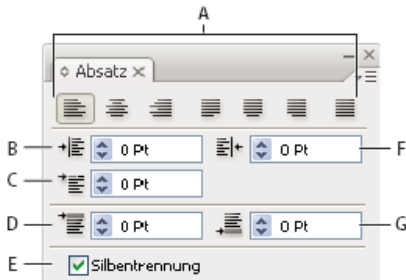 A
Absatz
B 0 Pt 0 Pt F
C 0 Pt
D 0 Pt 0 Pt G
E Silbentrennung